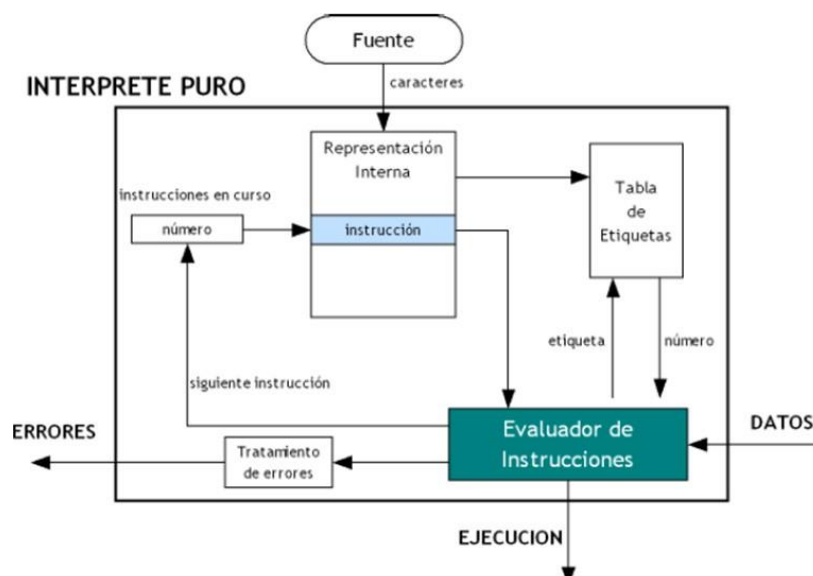 Fuente
INTERPRETE PURO
caracteres
Representación
Interna
instrucciones en curso
número
instrucción
Tabla
de
Etiquetas
etiqueta
número
siguiente instrucción
ERRORES
Tratamiento
de errores
Evaluador de
Instrucciones
DATOS
EJECUCION